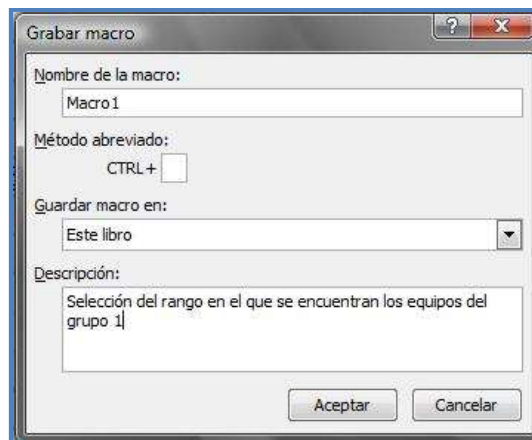 Grabar macro
Nombre de la macro:
Macro1
Método abreviado:
CTRL+
Guardar macro en:
Este libro
Descripción:
Selección del rango en el que se encuentran los equipos del
grupo 1
Aceptar Cancelar